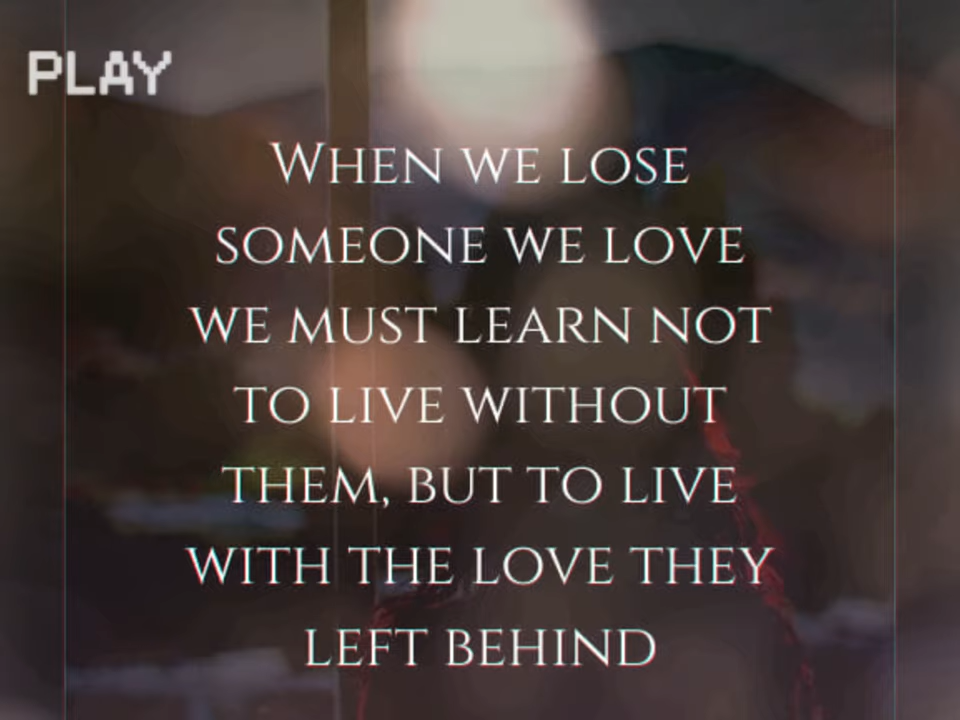 PLAY
When we lose
someone we love
we must learn not
to live without
them, but to live
with the love they
left behind